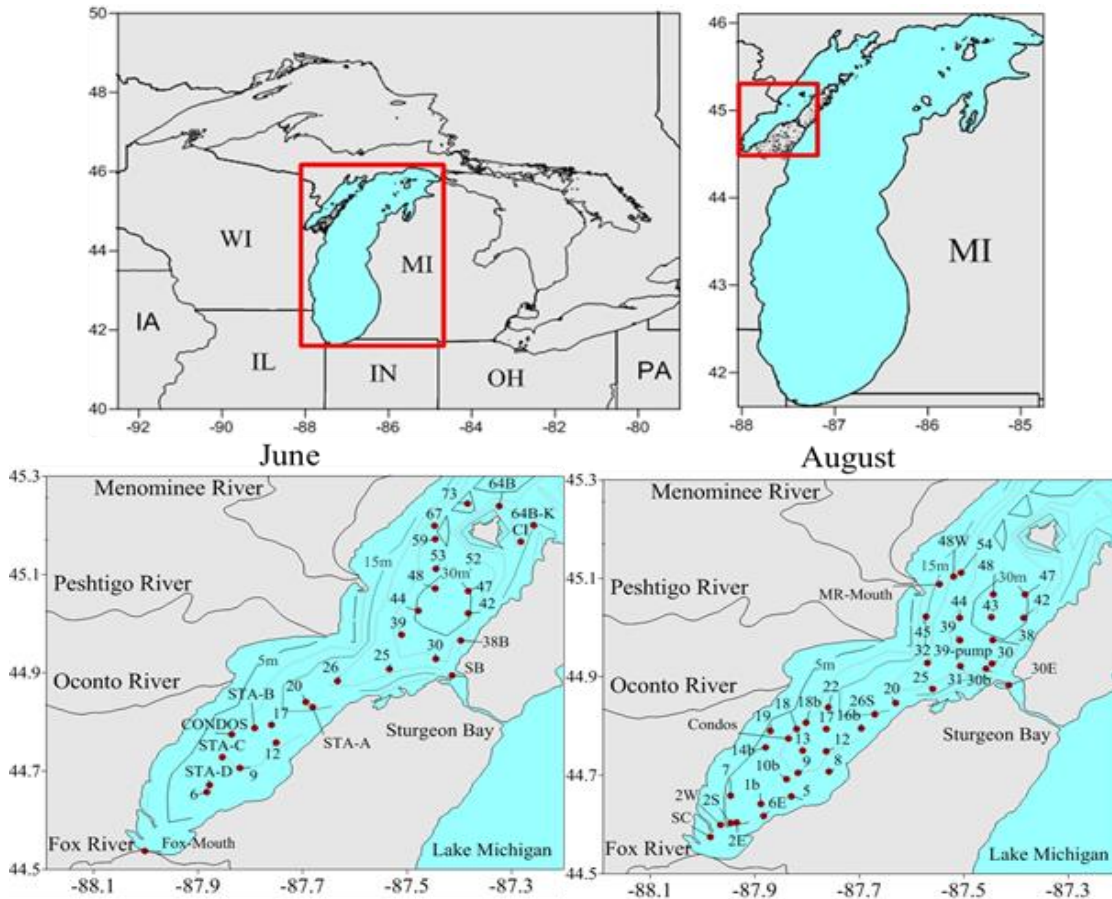 50
48
46
44
42
40
WI
MI
IA
IL
IN
OH
PA
-92
-90
-88
-86
-84
-82
-80
46
45
44
43
42
MI
-88
-87
-86
-85
June
45.3
45.1
44.9
44.7
44.5
Menominee River
Peshtigo River
Oconto River
Fox River
Fox-Mouth
Sturgeon Bay
Lake Michigan
73
64B
67
64B-K
CI
59
53
52
15m
48
30m
47
44
42
39
38B
30
25
SB
5m
26
STA-B
20
CONDOS
17
STA-A
STA-C
12
STA-D
9
6
-88.1
-87.9
-87.7
-87.5
-87.3
August
45.3
45.1
44.9
44.7
44.5
Menominee River
Peshtigo River
Oconto River
Fox River
Sturgeon Bay
Lake Michigan
48W
54
15m
48
30m
47
MR-Mouth
44
43
42
39
45
38
32
39-pump
30
5m
25
31
30b
30E
22
26S
20
18
18b
19
17
16b
Condos
13
12
14b
9
10b
8
7
1b
5
2W
2S
6E
SC
2E
-88.1
-87.9
-87.7
-87.5
-87.3